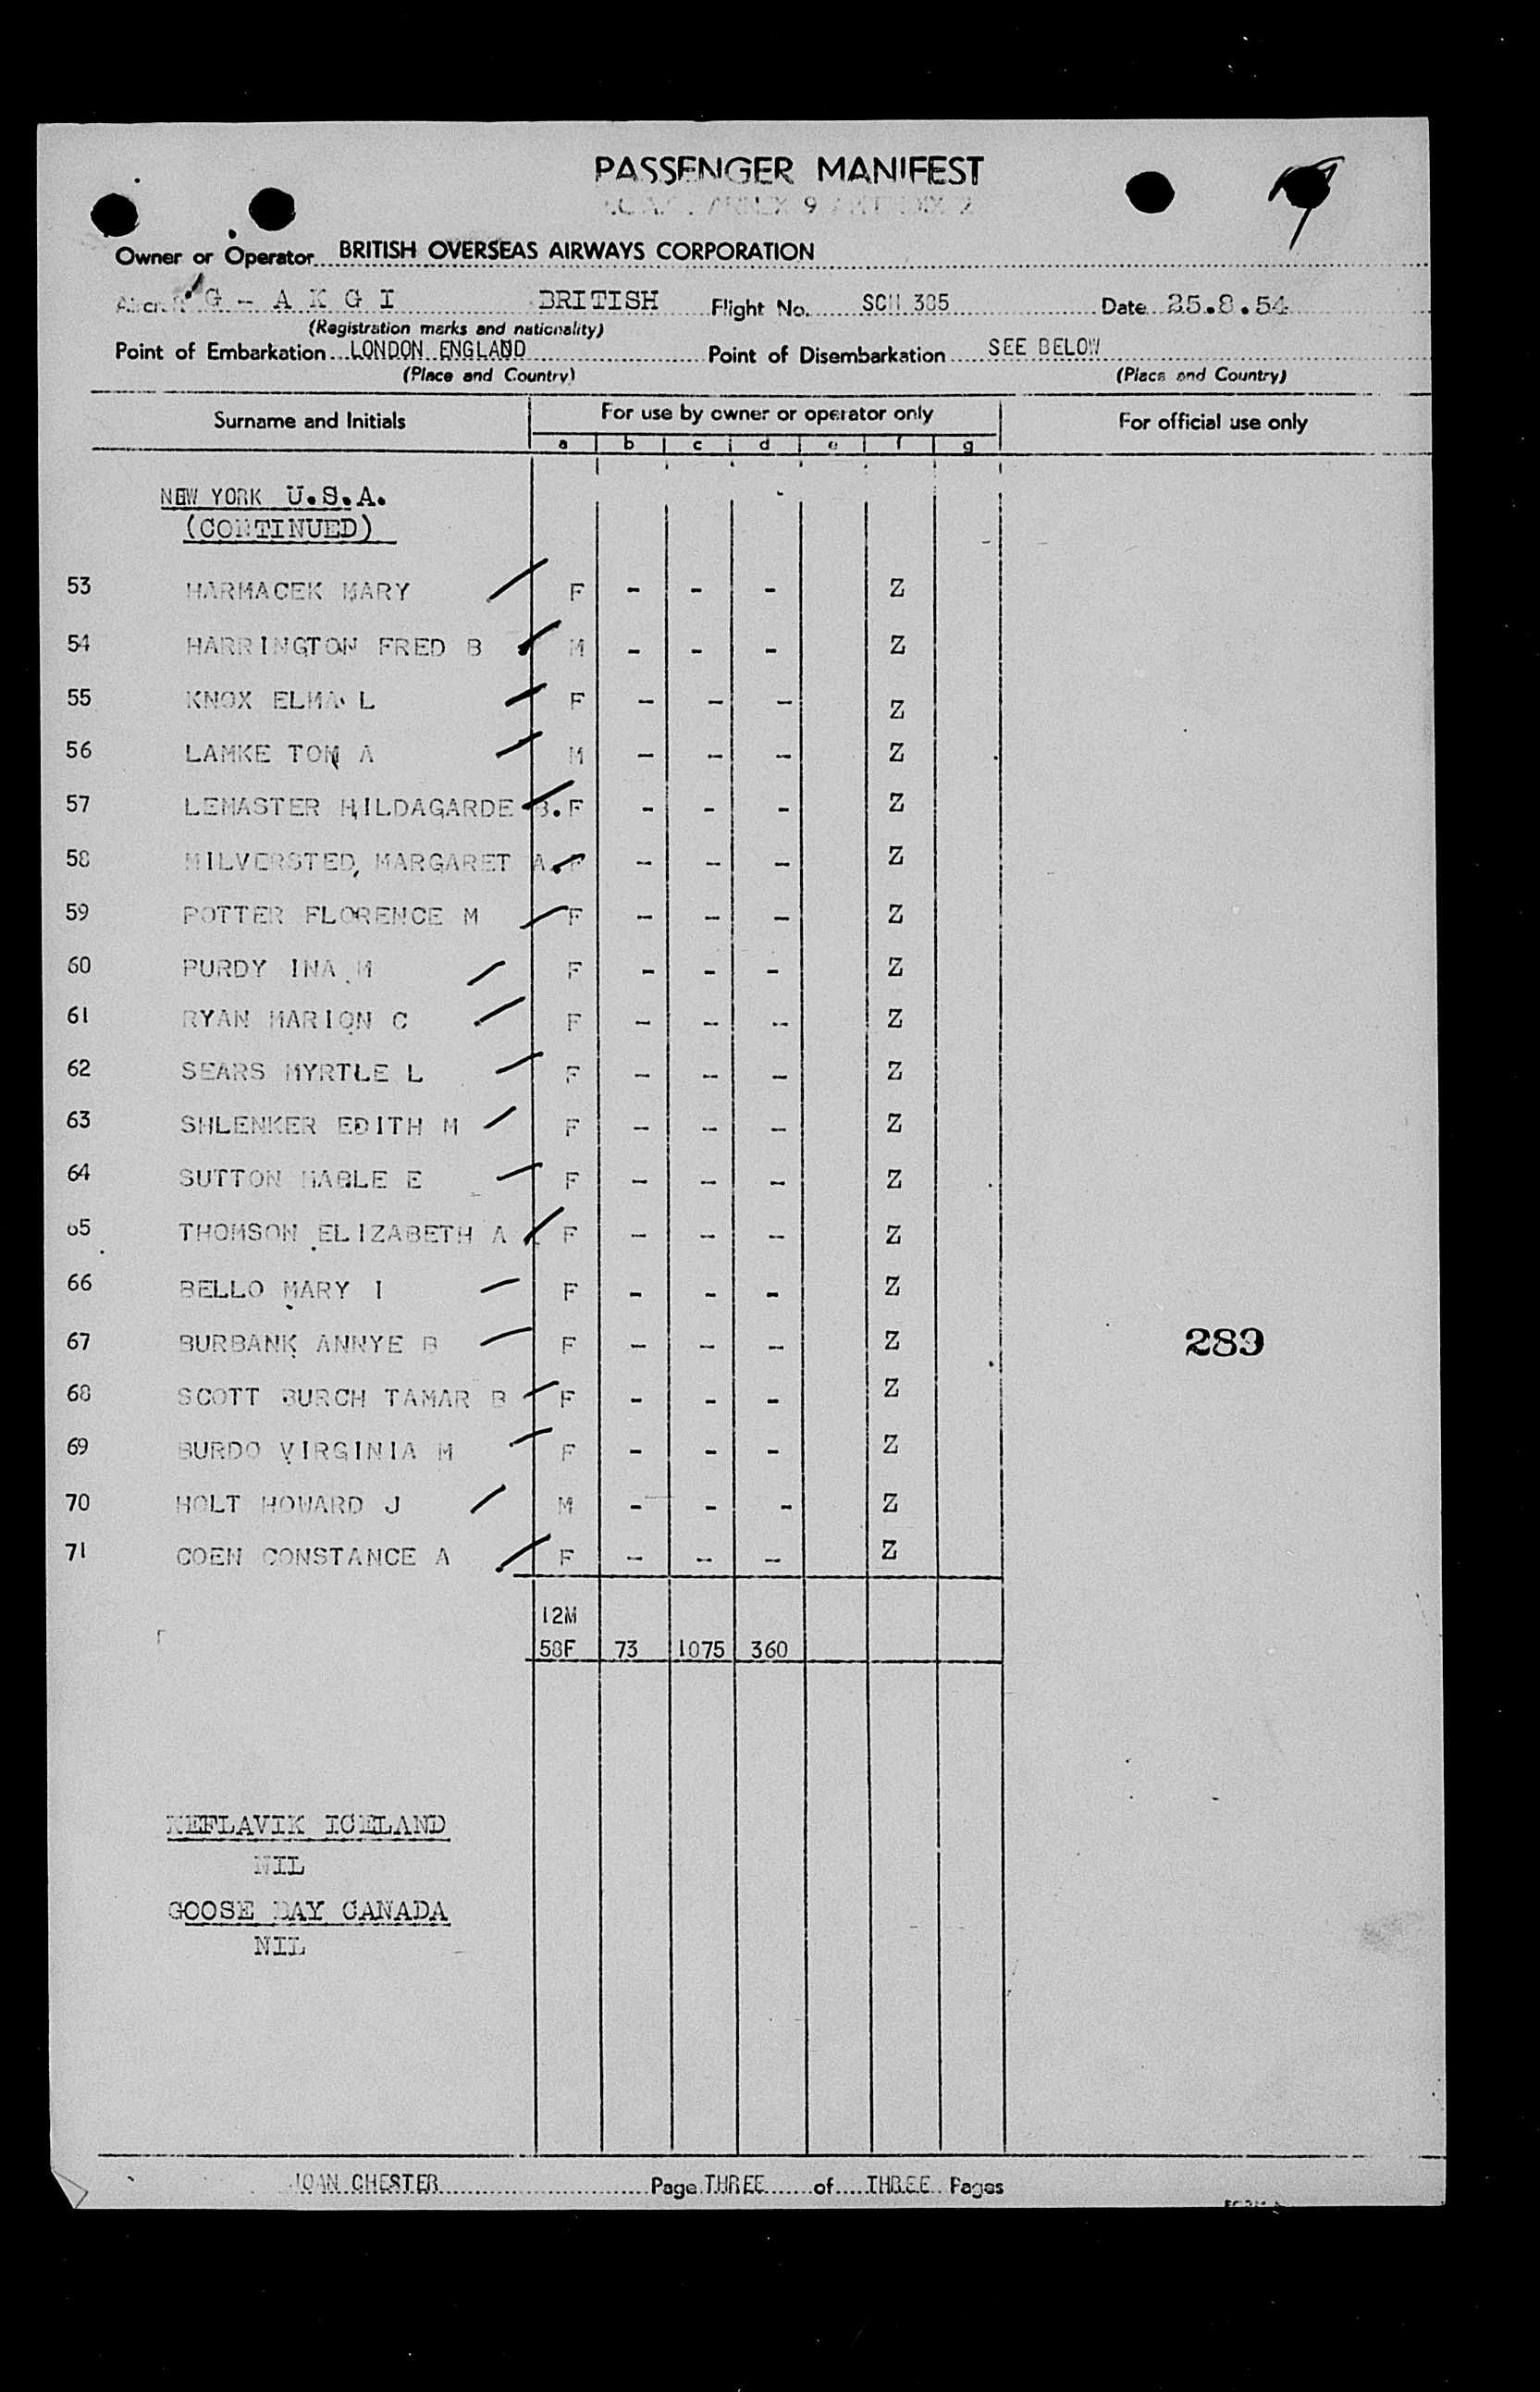 PASSENGER MANIFEST
Owner or Operator BRITISH OVERSEAS AIRWAYS CORPORATION
Aircraft G - A K G I BRITISH Flight No. SCH 385 Date 25.8.54
(Registration marks and nationality)
Point of Embarkation LONDON ENGLAND Point of Disembarkation SEE BELOW
(Place and Country) (Place and Country)
Surname and Initials For use by owner or operator only For official use only
a b c d e f g
NEW YORK U.S.A.
(CONTINUED)
53 HARMACEK MARY F - - - Z
54 HARRINGTON FRED B M - - - Z
55 KNOX ELMA L F - - - Z
56 LAMKE TOM A M - - - Z
57 LEMASTER HILDAGARDE B. F - - - Z
58 MILVERSTED, MARGARET A. F - - - Z
59 POTTER FLORENCE M F - - - Z
60 PURDY INA M F - - - Z
61 RYAN MARION C F - - - Z
62 SEARS MYRTLE L F - - - Z
63 SHLENKER EDITH M F - - - Z
64 SUTTON MABLE E F - - - Z
65 THOMSON ELIZABETH A F - - - Z
66 BELLO MARY I F - - - Z
67 BURBANK ANNYE B F - - - Z
289
68 SCOTT BURCH TAMAR B F - - - Z
69 BURDO VIRGINIA M F - - - Z
70 HOLT HOWARD J M - - - Z
71 COEN CONSTANCE A F - - - Z
12M
58F 73 1075 360
KEFLAVIK ICELAND
NIL
GOOSE BAY CANADA
NIL
JOAN CHESTER Page THREE of THREE Pages